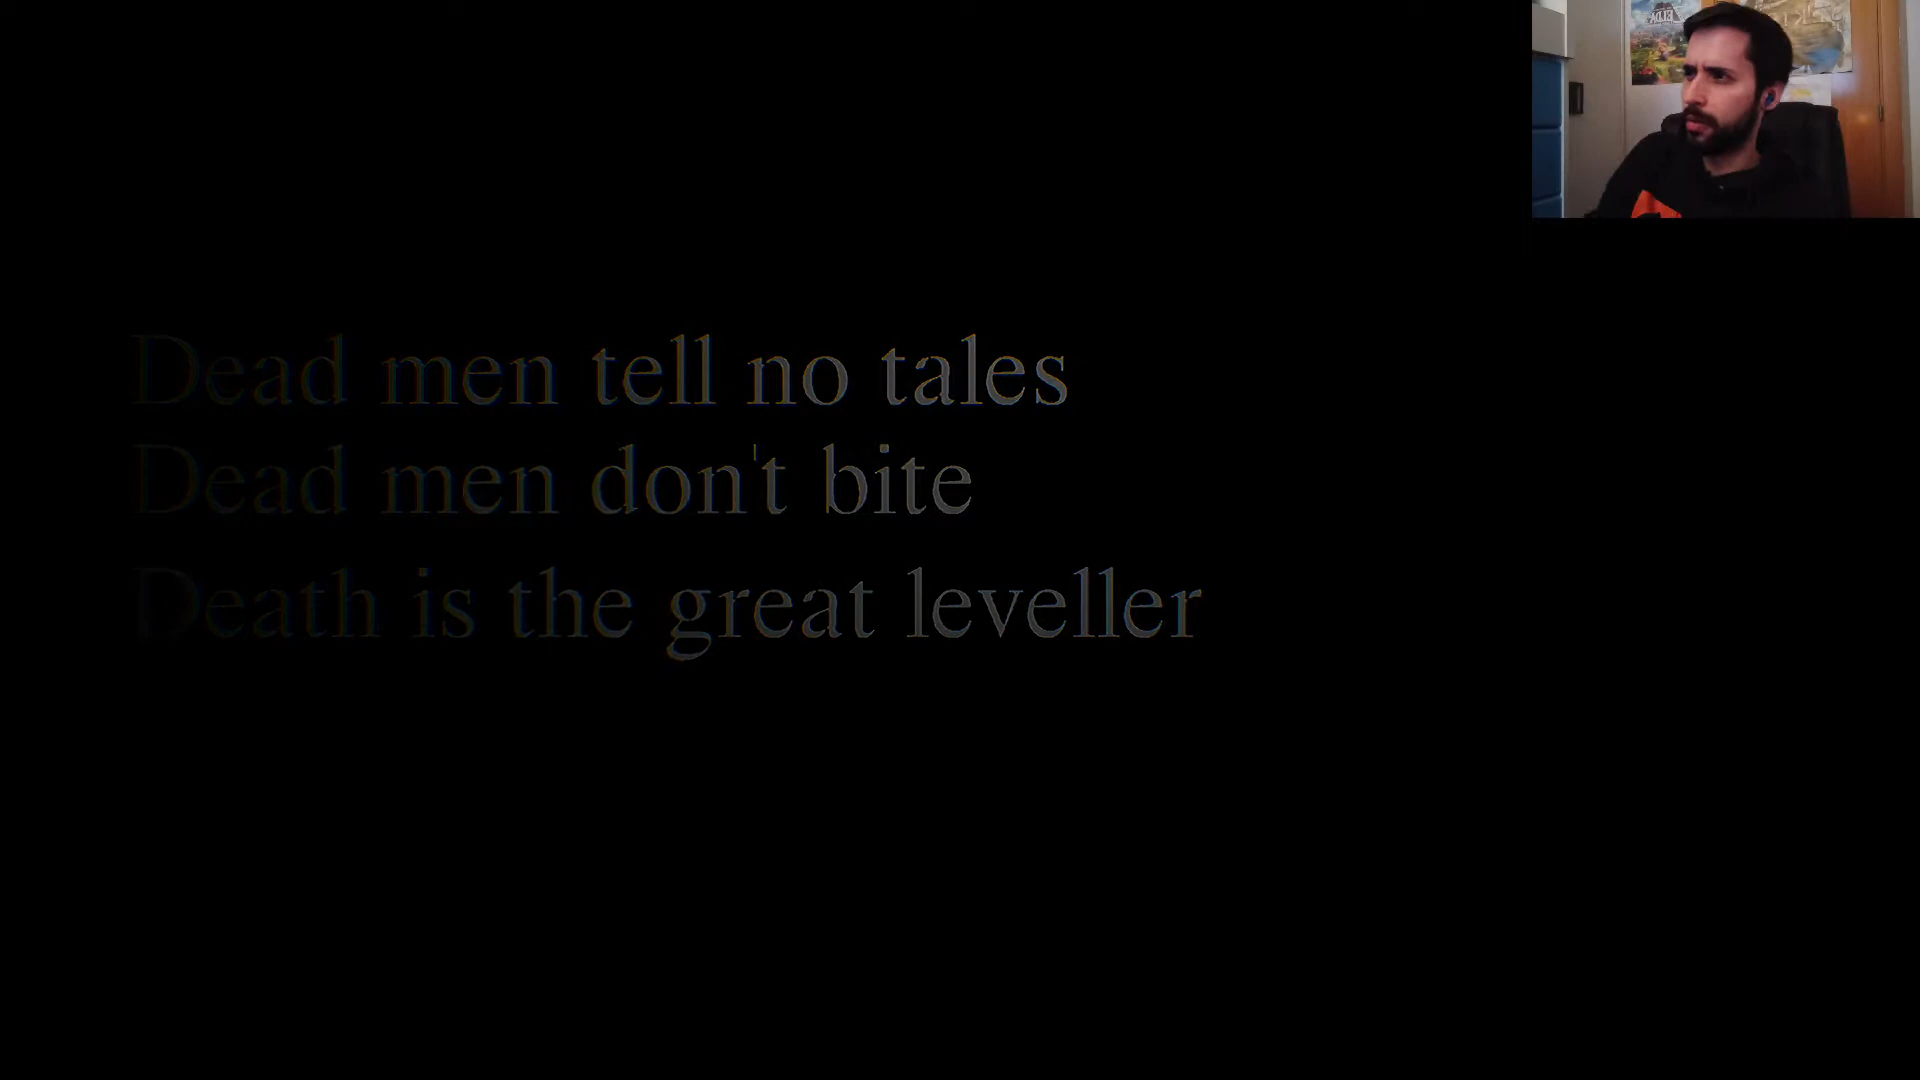 Dead men tell no tales
Dead men don't bite
Death is the great leveller